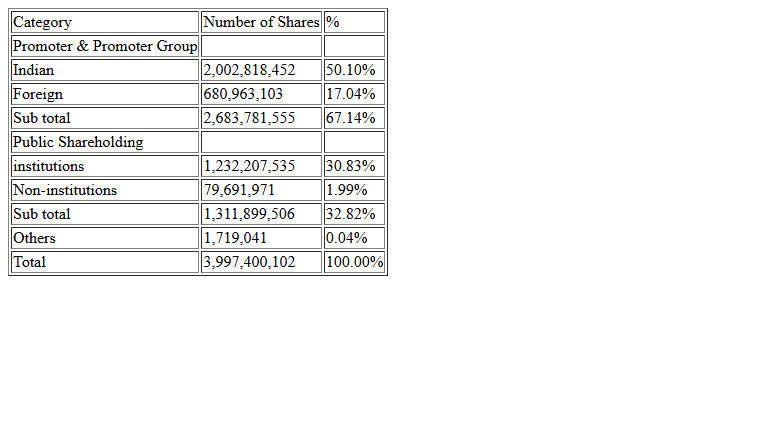 Category Number of Shares %
Promoter & Promoter Group
Indian 2,002,818,452 50.10%
Foreign 680,963,103 17.04%
Sub total 2,683,781,555 67.14%
Public Shareholding
institutions 1,232,207,535 30.83%
Non-institutions 79,691,971 1.99%
Sub total 1,311,899,506 32.82%
Others 1,719,041 0.04%
Total 3,997,400,102 100.00%